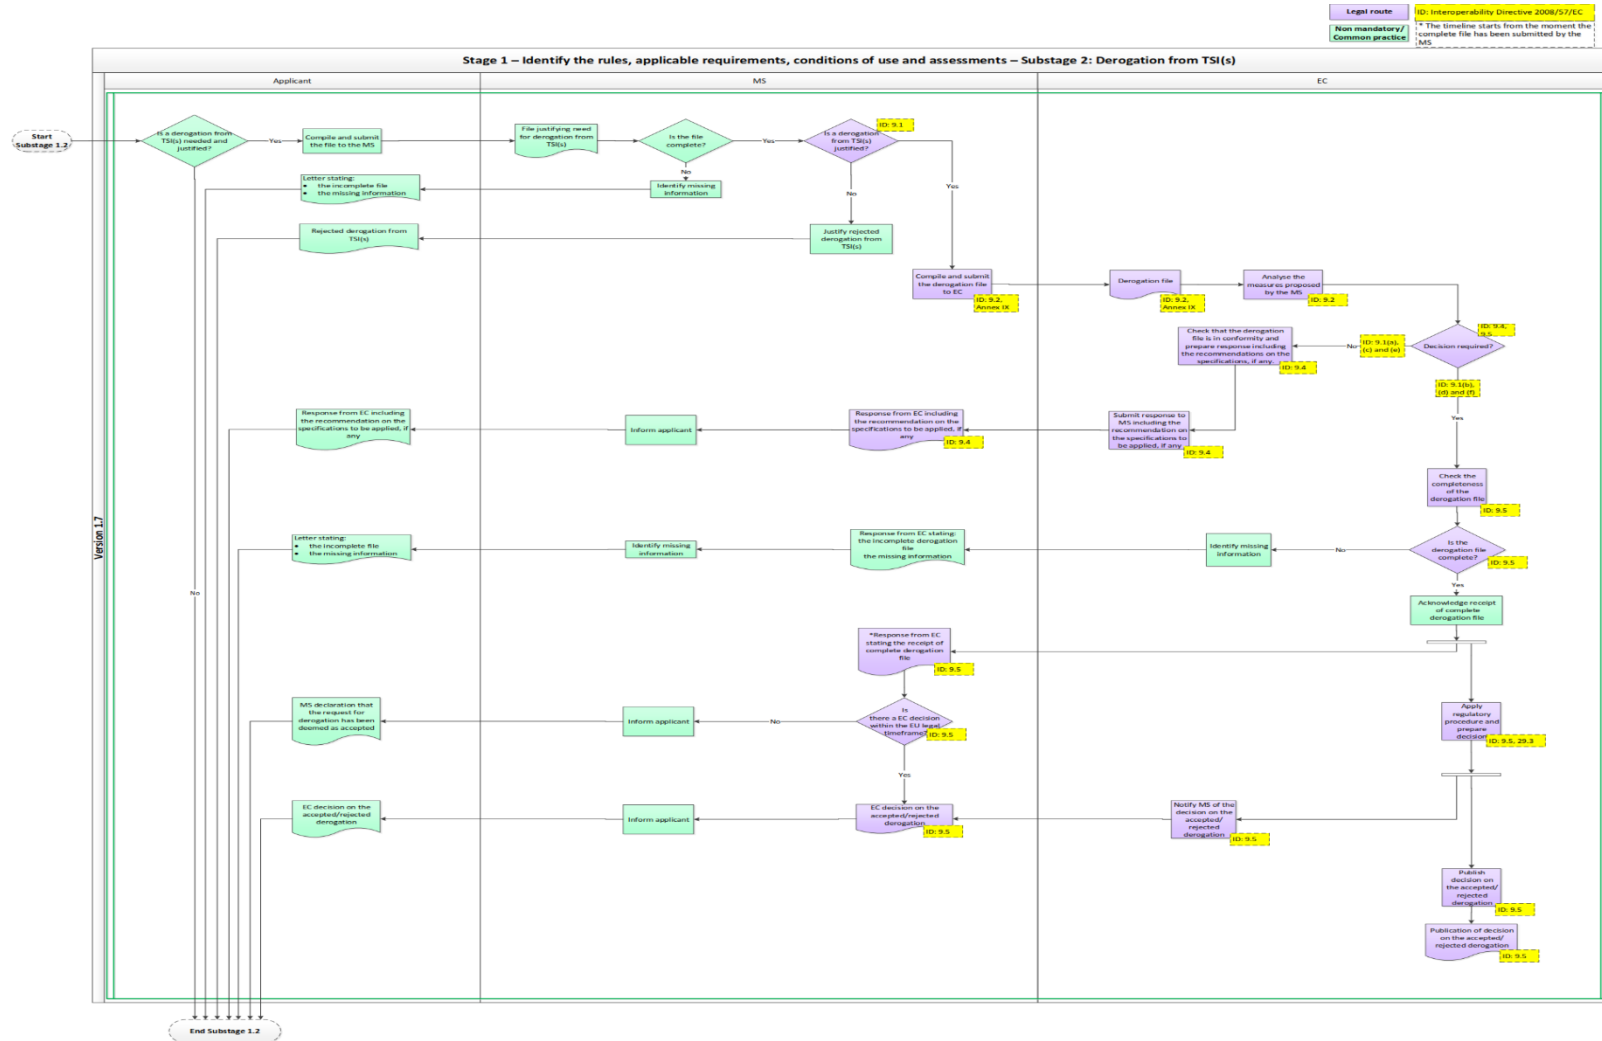 Legal route
ID: Interoperability Directive 2008/57/EC
Non mandatory/
Common practice
* The timeline starts from the moment the
complete file has been submitted by the
MS
Stage 1 – Identify the rules, applicable requirements, conditions of use and assessments – Substage 2: Derogation from TSI(s)
Applicant
MS
EC
Version 1.7
Start
Substage 1.2
Is a derogation from
TSI(s) needed and
justified?
Yes
Compile and submit
the file to the MS
File justifying need
for derogation from
TSI(s)
Is the file
complete?
Yes
Is a derogation
from TSI(s)
justified?
ID: 9.1
No
No
Yes
Letter stating:
• the incomplete file
• the missing information
Identify missing
information
Rejected derogation from
TSI(s)
Justify rejected
derogation from
TSI(s)
Compile and submit
the derogation file
to EC
ID: 9.2,
Annex IX
Derogation file
ID: 9.2,
Annex IX
Analyse the
measures proposed
by the MS
ID: 9.2
Decision required?
ID: 9.4,
9.5
No
ID: 9.1(a),
(c) and (e)
Check that the derogation
file is in conformity and
prepare response including
the recommendations on the
specifications, if any.
ID: 9.4
ID: 9.1(b),
(d) and (f)
Yes
Response from EC including
the recommendation on the
specifications to be applied, if
any
Inform applicant
Response from EC including
the recommendation on the
specifications to be applied, if
any
ID: 9.4
Submit response to
MS including the
recommendation on
the specifications to
be applied, if any
ID: 9.4
Check the
completeness
of the
derogation file
ID: 9.5
Letter stating:
• the incomplete file
• the missing information
Identify missing
information
Response from EC stating:
the incomplete derogation
file
the missing information
Identify missing
information
No
Is the
derogation file
complete?
ID: 9.5
Yes
Acknowledge receipt
of complete
derogation file
No
*Response from EC
stating the receipt of
complete derogation
file
ID: 9.5
MS declaration that
the request for
derogation has been
deemed as accepted
Inform applicant
No
Is
there a EC decision
within the EU legal
timeframe?
ID: 9.5
Apply
regulatory
procedure and
prepare
decision
ID: 9.5, 29.3
Yes
EC decision on the
accepted/rejected
derogation
Inform applicant
EC decision on the
accepted/rejected
derogation
ID: 9.5
Notify MS of the
decision on the
accepted/
rejected
derogation
ID: 9.5
Publish
decision on
the accepted/
rejected
derogation
ID: 9.5
Publication of decision
on the accepted/
rejected derogation
ID: 9.5
End Substage 1.2